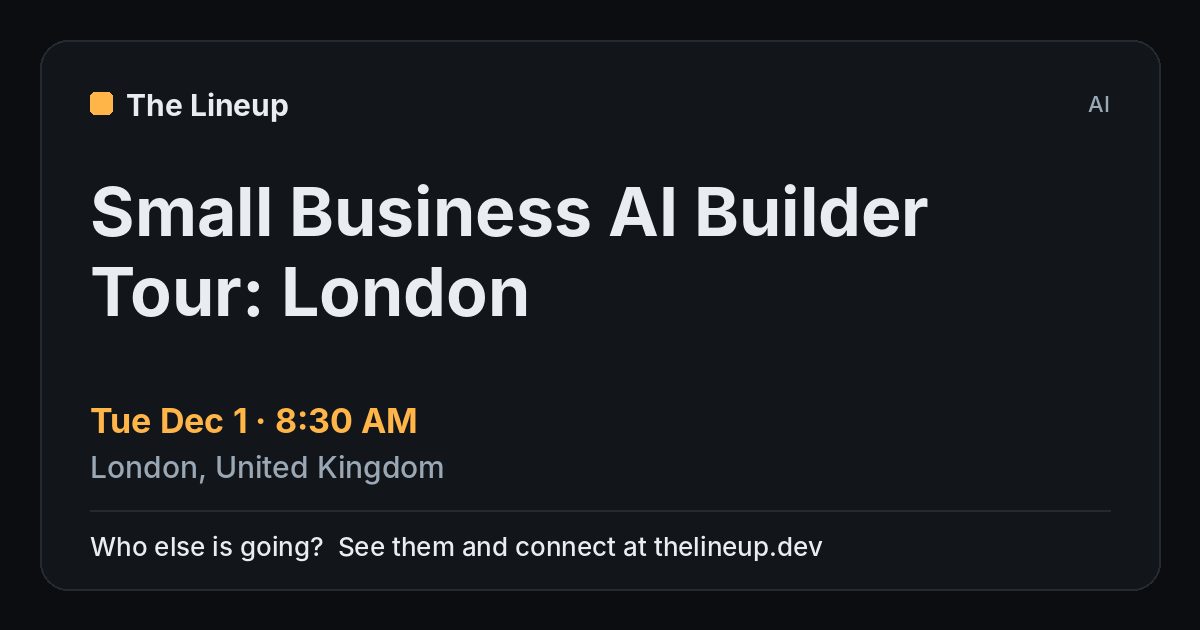 The Lineup
AI
Small Business AI Builder
Tour: London
Tue Dec 1 · 8:30 AM
London, United Kingdom
Who else is going? See them and connect at thelineup.dev